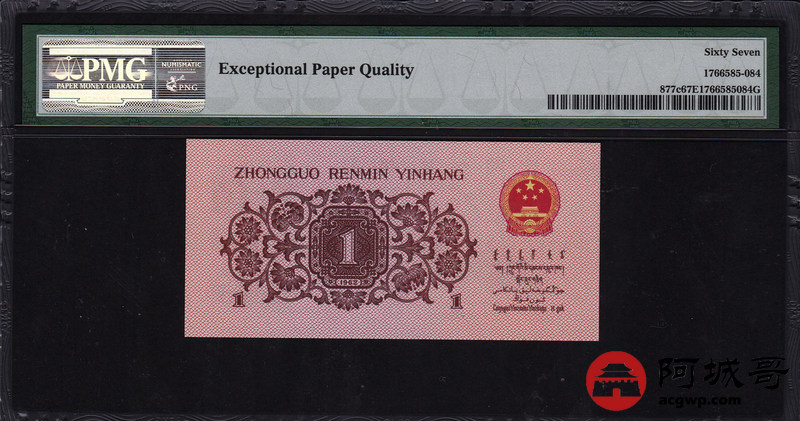 PMG
PAPER MONEY GUARANTY
NUMISMATIC
PNG
Exceptional Paper Quality
Sixty Seven
1766585-084
877c67E1766585084G
ZHONGGUO RENMIN YINHANG
1
1962
1
1
阿城哥
acgwp.com